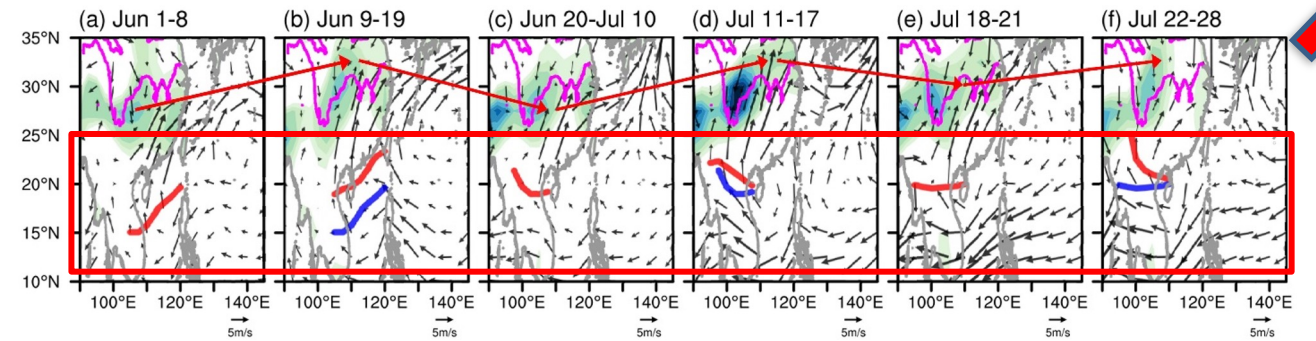 (a) Jun 1-8 (b) Jun 9-19 (c) Jun 20-Jul 10 (d) Jul 11-17 (e) Jul 18-21 (f) Jul 22-28
35°N
30°N
25°N
20°N
15°N
10°N
100°E 120°E 140°E 100°E 120°E 140°E 100°E 120°E 140°E 100°E 120°E 140°E 100°E 120°E 140°E 100°E 120°E 140°E
5m/s 5m/s 5m/s 5m/s 5m/s 5m/s